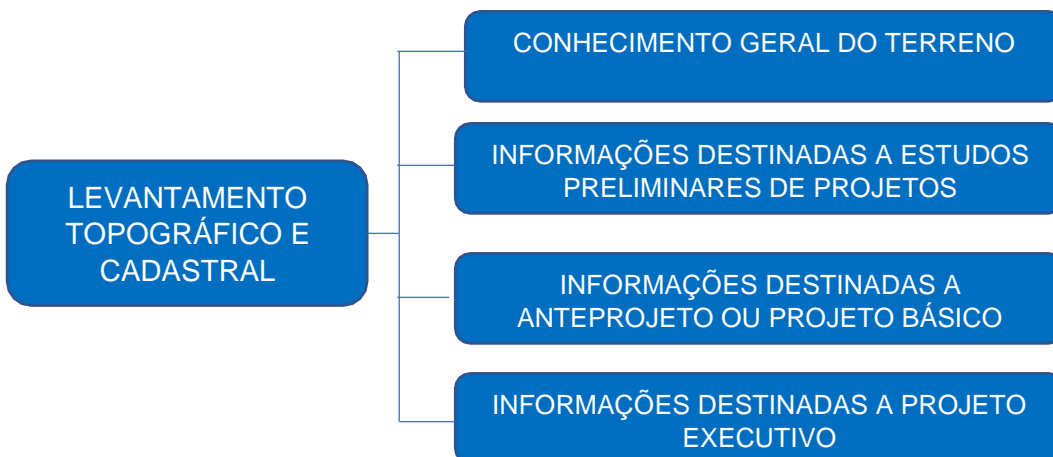 LEVANTAMENTO
TOPOGRÁFICO E
CADASTRAL
CONHECIMENTO GERAL DO TERRENO
INFORMAÇÕES DESTINADAS A ESTUDOS
PRELIMINARES DE PROJETOS
INFORMAÇÕES DESTINADAS A
ANTEPROJETO OU PROJETO BÁSICO
INFORMAÇÕES DESTINADAS A PROJETO
EXECUTIVO